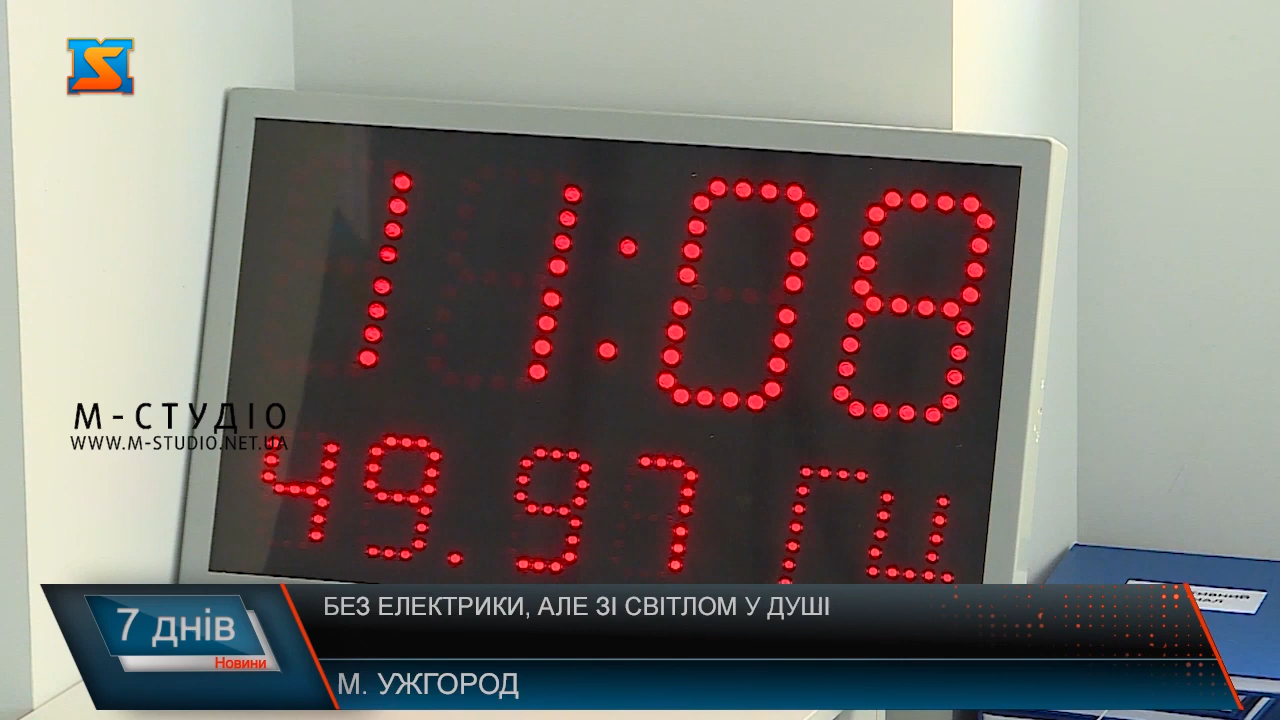 11:08
М-СТУДІО
WWW.M-STUDIO.NET.UA
49.97 Гц
БЕЗ ЕЛЕКТРИКИ, АЛЕ ЗІ СВІТЛОМ У ДУШІ
7 днів
Новини
М. УЖГОРОД